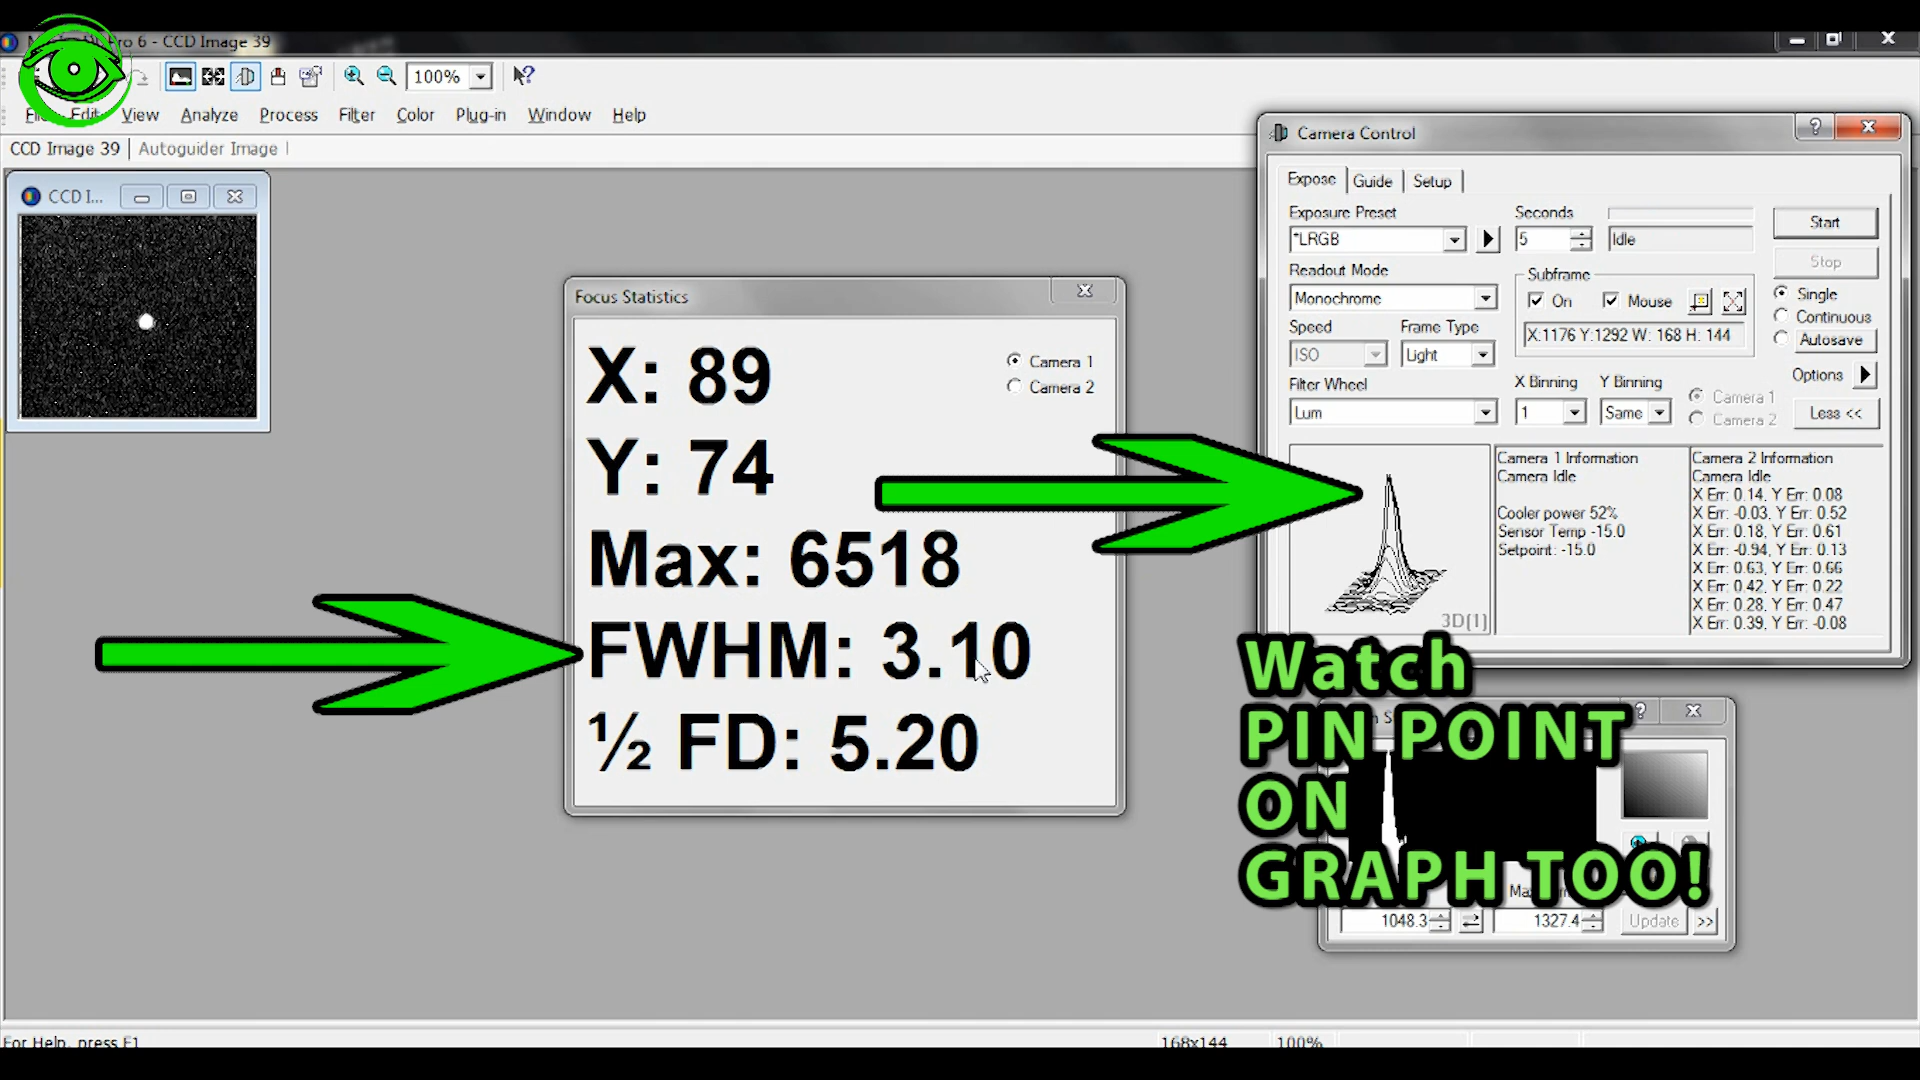 Pro 6 - CCD Image 39
100%
File Edit View Analyze Process Filter Color Plug-in Window Help
CCD Image 39 Autoguider Image
CCD I...
Focus Statistics
X: 89
Y: 74
Max: 6518
FWHM: 3.10
½ FD: 5.20
Camera 1
Camera 2
Camera Control
Expose Guide Setup
Exposure Preset Seconds
*LRGB 5 Idle Start
Stop
Readout Mode Subframe
Monochrome On Mouse
X:1176 Y:1292 W: 168 H: 144
Single
Continuous
Autosave
Speed Frame Type
ISO Light
Options
Filter Wheel X Binning Y Binning
Lum 1 Same
Camera 1
Camera 2
Less <<
3D[1]
Camera 1 Information
Camera Idle
Cooler power 52%
Sensor Temp -15.0
Setpoint: -15.0
Camera 2 Information
Camera Idle
X Err: 0.14, Y Err: 0.08
X Err: -0.03, Y Err: 0.52
X Err: 0.18, Y Err: 0.61
X Err: -0.94, Y Err: 0.13
X Err: 0.63, Y Err: 0.66
X Err: 0.42, Y Err: 0.22
X Err: 0.28, Y Err: 0.47
X Err: 0.39, Y Err: -0.08
Watch
PIN POINT
ON
GRAPH TOO!
1048.3 1327.4 Update >>
For Help, press F1
168x144 100%